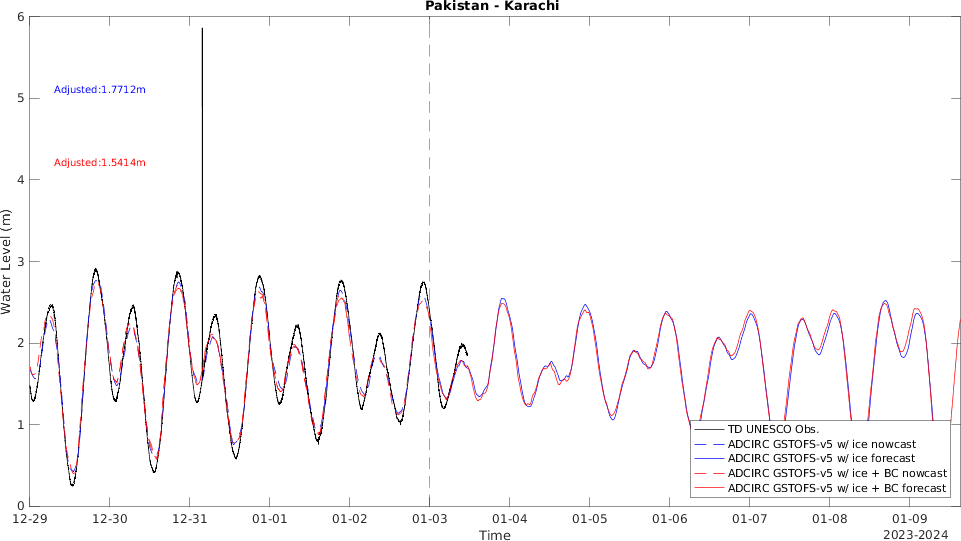 Pakistan - Karachi
6
5
4
3
2
1
0
Water Level (m)
Adjusted:1.7712m
Adjusted:1.5414m
TD UNESCO Obs.
ADCIRC GSTOFS-v5 w/ ice nowcast
ADCIRC GSTOFS-v5 w/ ice forecast
ADCIRC GSTOFS-v5 w/ ice + BC nowcast
ADCIRC GSTOFS-v5 w/ ice + BC forecast
12-29 12-30 12-31 01-01 01-02 01-03 01-04 01-05 01-06 01-07 01-08 01-09
Time
2023-2024